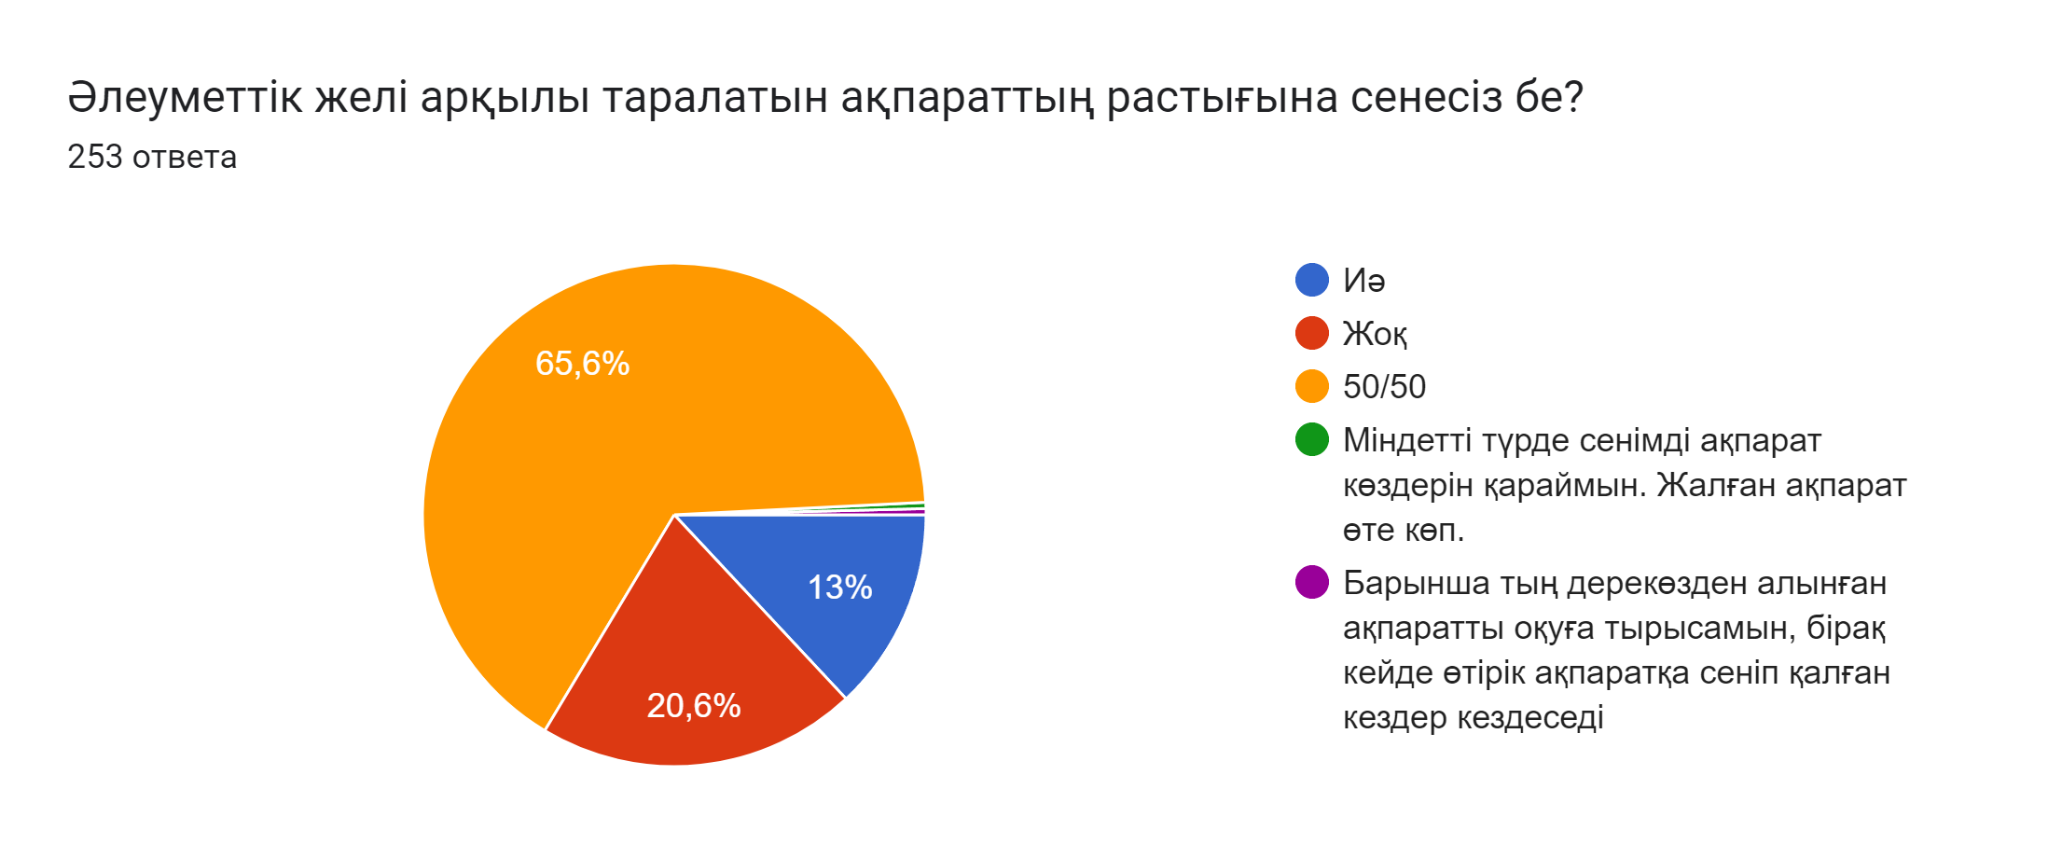 Әлеуметтік желі арқылы таралатын ақпараттың растығына сенесіз бе?
253 ответа
65,6%
13%
20,6%
Иә
Жоқ
50/50
Міндетті түрде сенімді ақпарат
көздерін қараймын. Жалған ақпарат
өте көп.
Барынша тың дерекөзден алынған
ақпаратты оқуға тырысамын, бірақ
кейде өтірік ақпаратқа сеніп қалған
кездер кездеседі